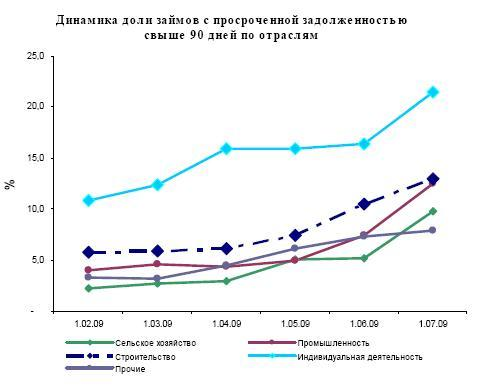 Динамика доли займов с просроченной задолженностью
свыше 90 дней по отраслям
25,0
20,0
15,0
%
10,0
5,0
-
1.02.09 1.03.09 1.04.09 1.05.09 1.06.09 1.07.09
Сельское хозяйство Промышленность
Строительство Индивидуальная деятельность
Прочие